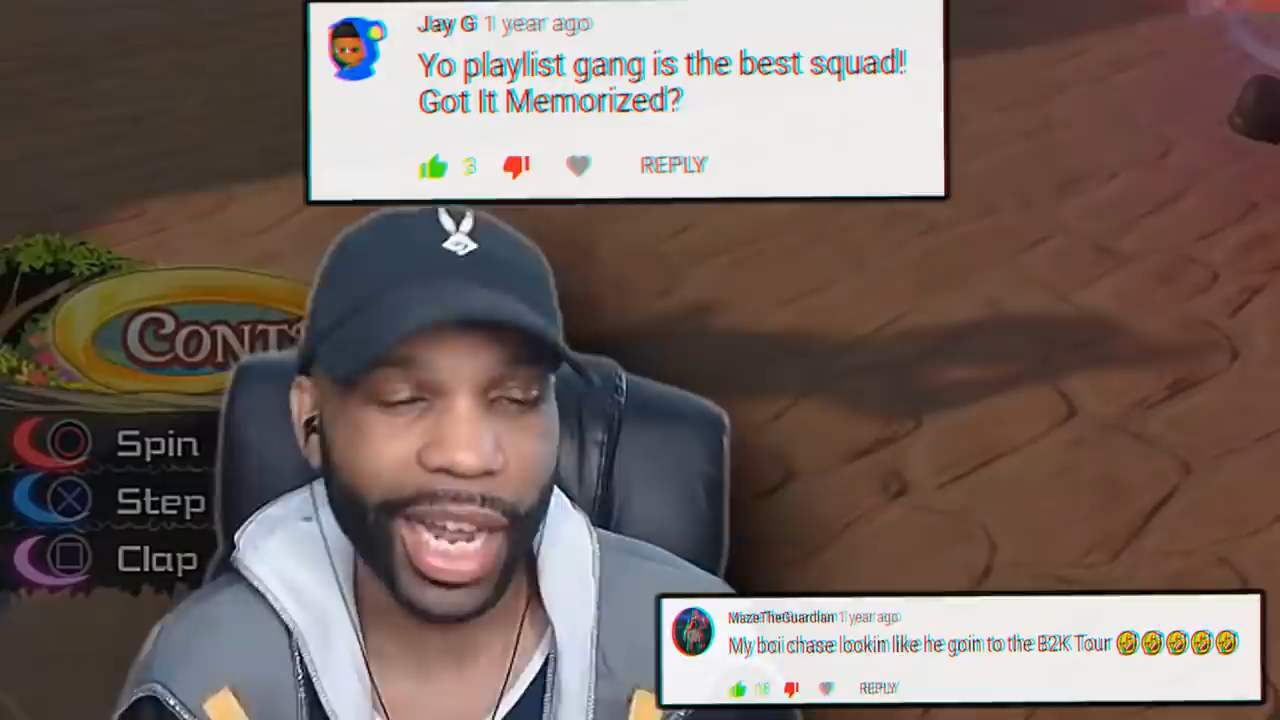 Jay G 1 year ago
Yo playlist gang is the best squad!
Got It Memorized?
3 REPLY
Spin
Step
Clap
MazeTheGuardian 1 year ago
My boi chase lookin like he goin to the B2K Tour 🤣🤣🤣🤣🤣
REPLY